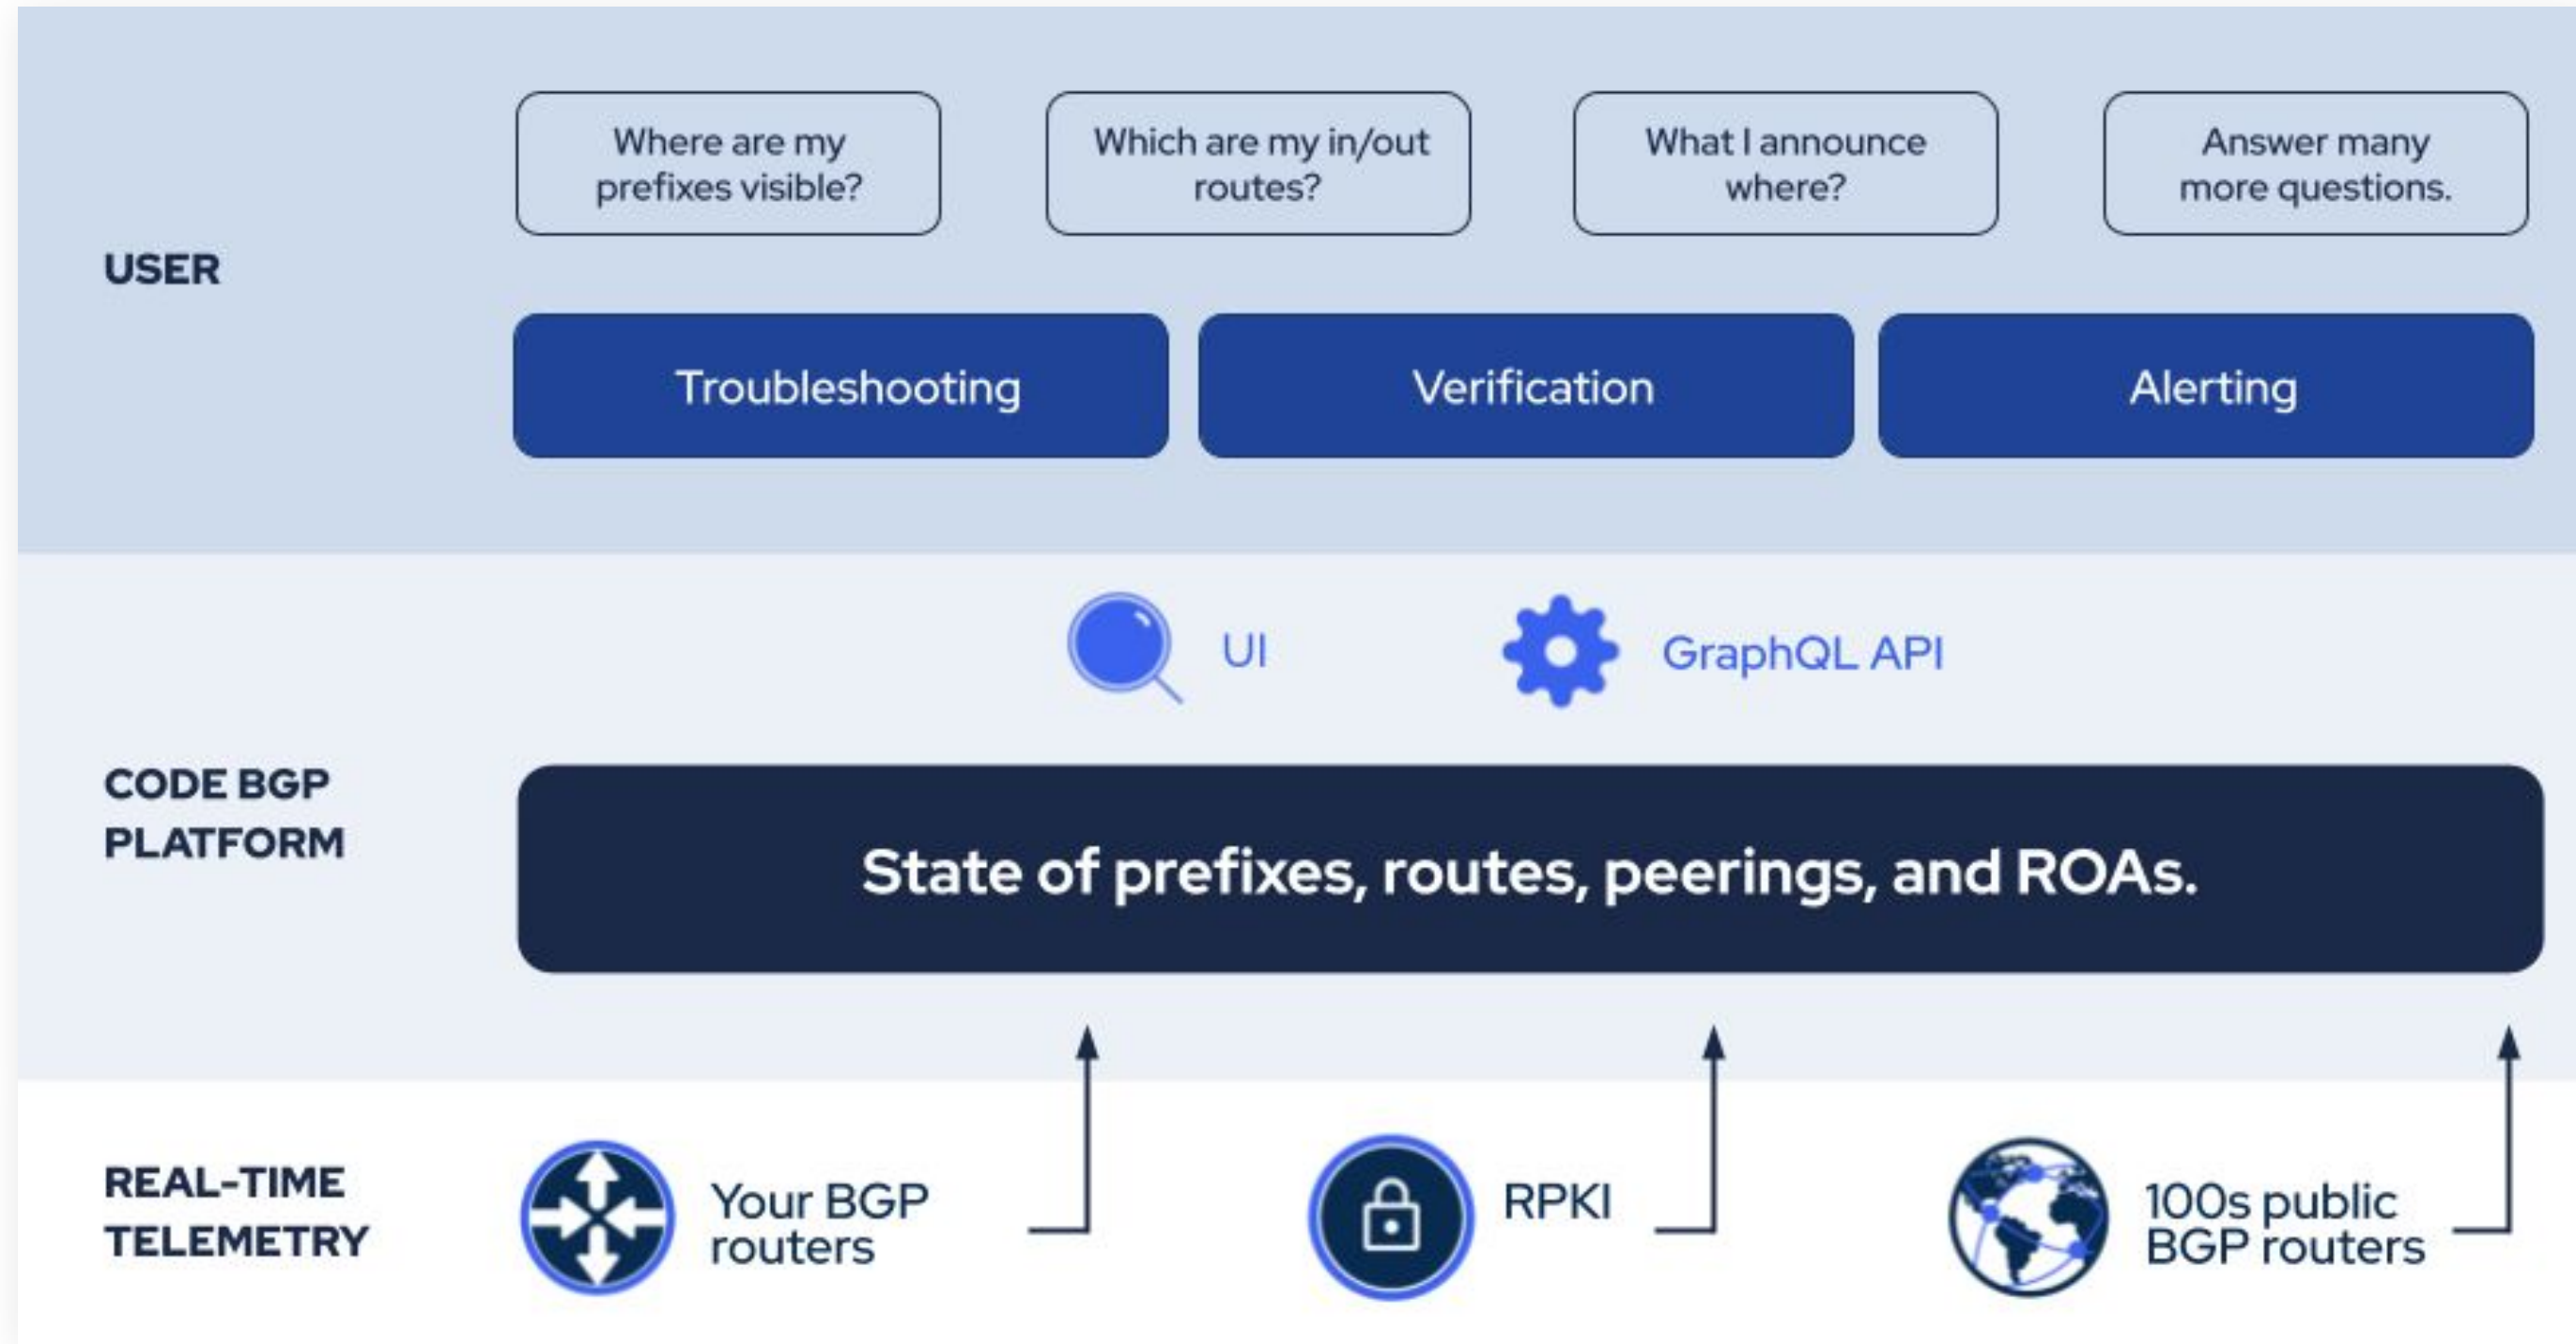 Where are my
prefixes visible?
Which are my in/out
routes?
What I announce
where?
Answer many
more questions.
USER
Troubleshooting
Verification
Alerting
UI
GraphQL API
CODE BGP
PLATFORM
State of prefixes, routes, peerings, and ROAs.
REAL-TIME
TELEMETRY
Your BGP
routers
RPKI
100s public
BGP routers